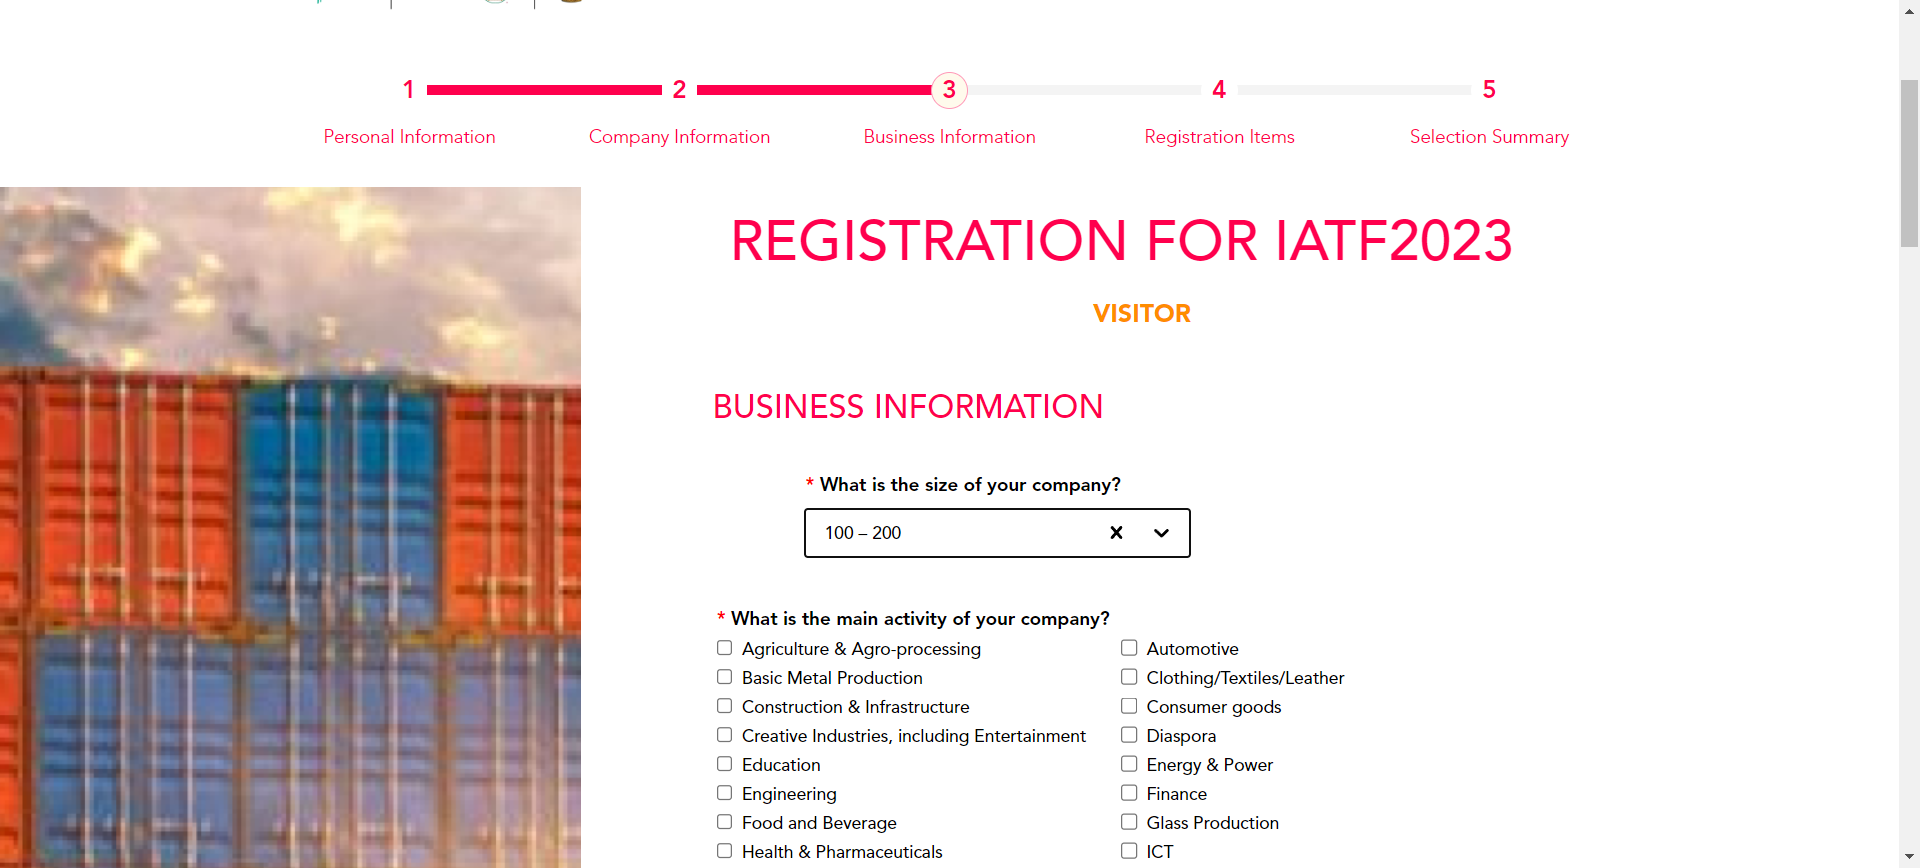 1 2 3 4 5
Personal Information Company Information Business Information Registration Items Selection Summary
REGISTRATION FOR IATF2023
VISITOR
BUSINESS INFORMATION
* What is the size of your company?
100 – 200
* What is the main activity of your company?
Agriculture & Agro-processing Automotive
Basic Metal Production Clothing/Textiles/Leather
Construction & Infrastructure Consumer goods
Creative Industries, including Entertainment Diaspora
Education Energy & Power
Engineering Finance
Food and Beverage Glass Production
Health & Pharmaceuticals ICT